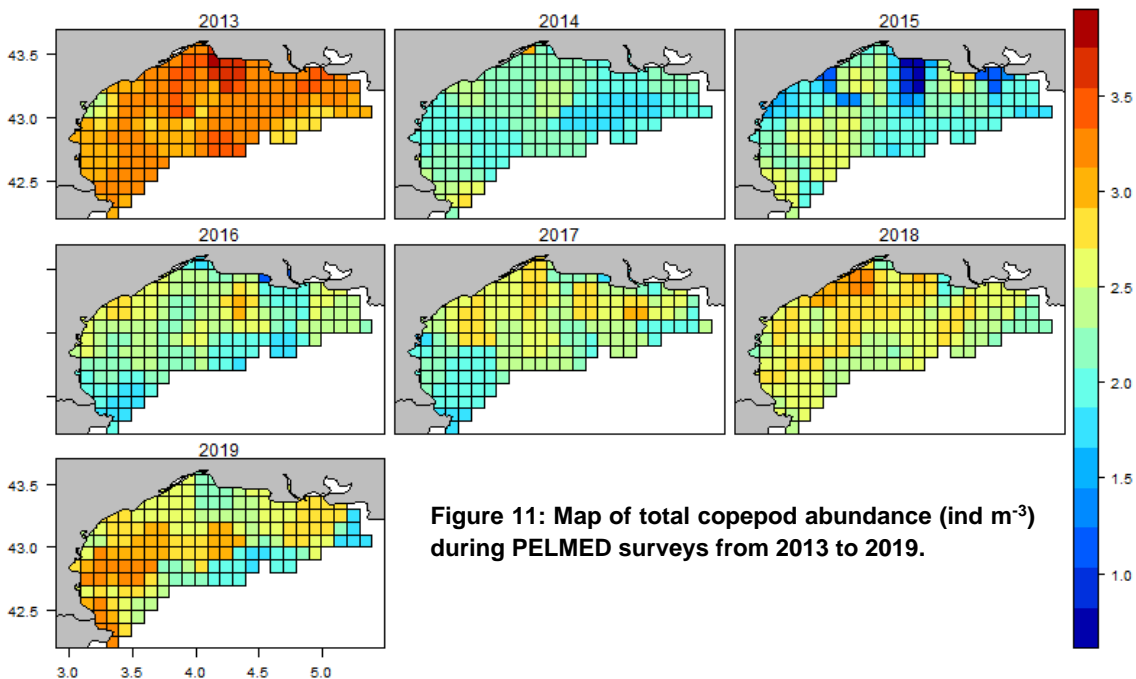 2013 2014 2015
43.5
43.0
42.5
2016 2017 2018
2019
43.5
43.0
42.5
3.0 3.5 4.0 4.5 5.0
3.5
3.0
2.5
2.0
1.5
1.0
Figure 11: Map of total copepod abundance (ind m⁻³)
during PELMED surveys from 2013 to 2019.